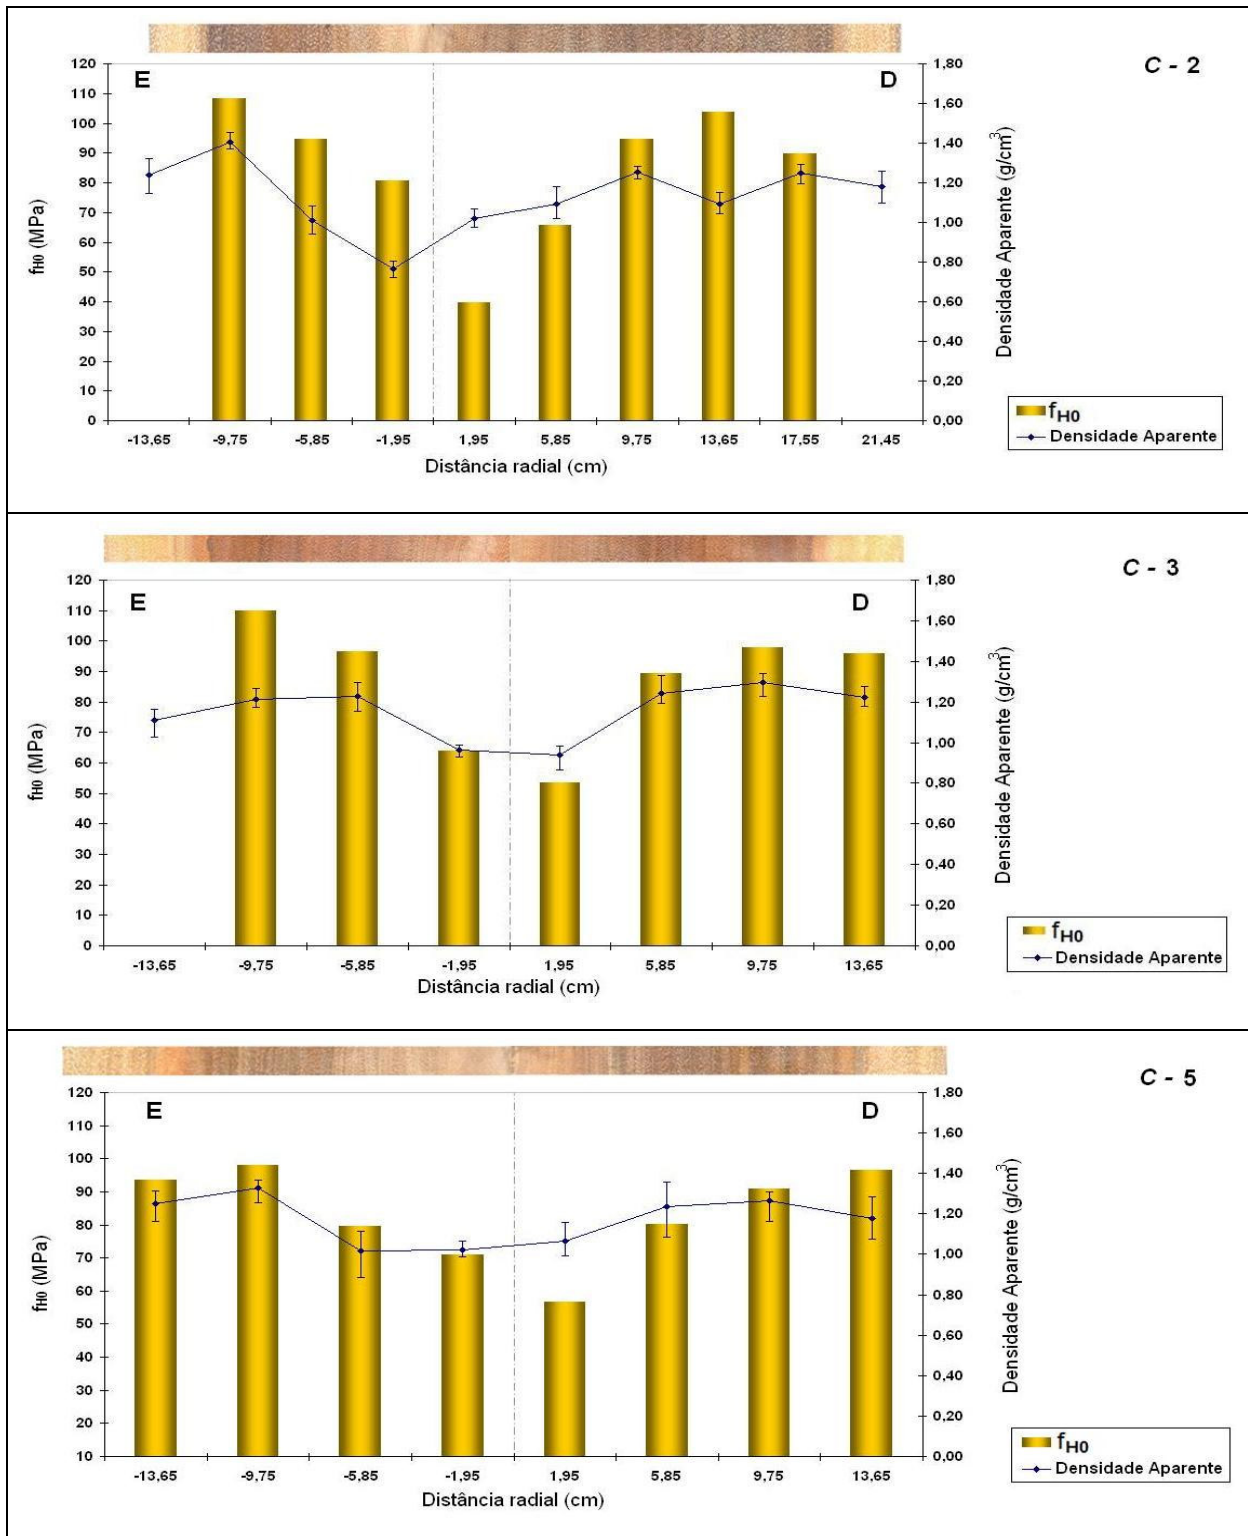 C - 2
E
D
120
110
100
90
80
70
60
50
40
30
20
10
0
fH0 (MPa)
1,80
1,60
1,40
1,20
1,00
0,80
0,60
0,40
0,20
0,00
Densidade Aparente (g/cm³)
-13,65 -9,75 -5,85 -1,95 1,95 5,85 9,75 13,65 17,55 21,45
Distância radial (cm)
fH0
Densidade Aparente
C - 3
E
D
120
110
100
90
80
70
60
50
40
30
20
10
0
fH0 (MPa)
1,80
1,60
1,40
1,20
1,00
0,80
0,60
0,40
0,20
0,00
Densidade Aparente (g/cm³)
-13,65 -9,75 -5,85 -1,95 1,95 5,85 9,75 13,65
Distância radial (cm)
fH0
Densidade Aparente
C - 5
E
D
120
110
100
90
80
70
60
50
40
30
20
10
fH0 (MPa)
1,80
1,60
1,40
1,20
1,00
0,80
0,60
0,40
0,20
0,00
Densidade Aparente (g/cm³)
-13,65 -9,75 -5,85 -1,95 1,95 5,85 9,75 13,65
Distância radial (cm)
fH0
Densidade Aparente